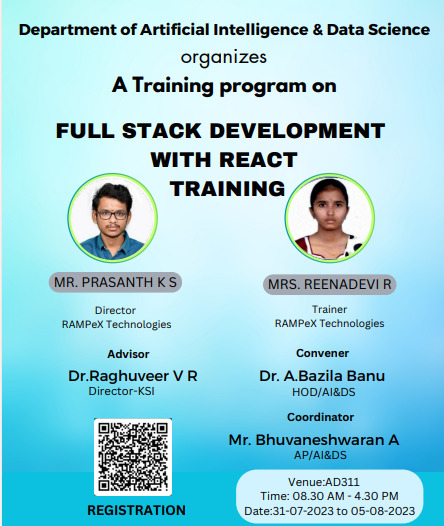 Department of Artificial Intelligence & Data Science
organizes
A Training program on
FULL STACK DEVELOPMENT
WITH REACT
TRAINING
MR. PRASANTH K S
Director
RAMPeX Technologies
MRS. REENADEVI R
Trainer
RAMPeX Technologies
Advisor
Dr.Raghuveer V R
Director-KSI
Convener
Dr. A.Bazila Banu
HOD/AI&DS
Coordinator
Mr. Bhuvaneshwaran A
AP/AI&DS
REGISTRATION
Venue:AD311
Time: 08.30 AM - 4.30 PM
Date:31-07-2023 to 05-08-2023